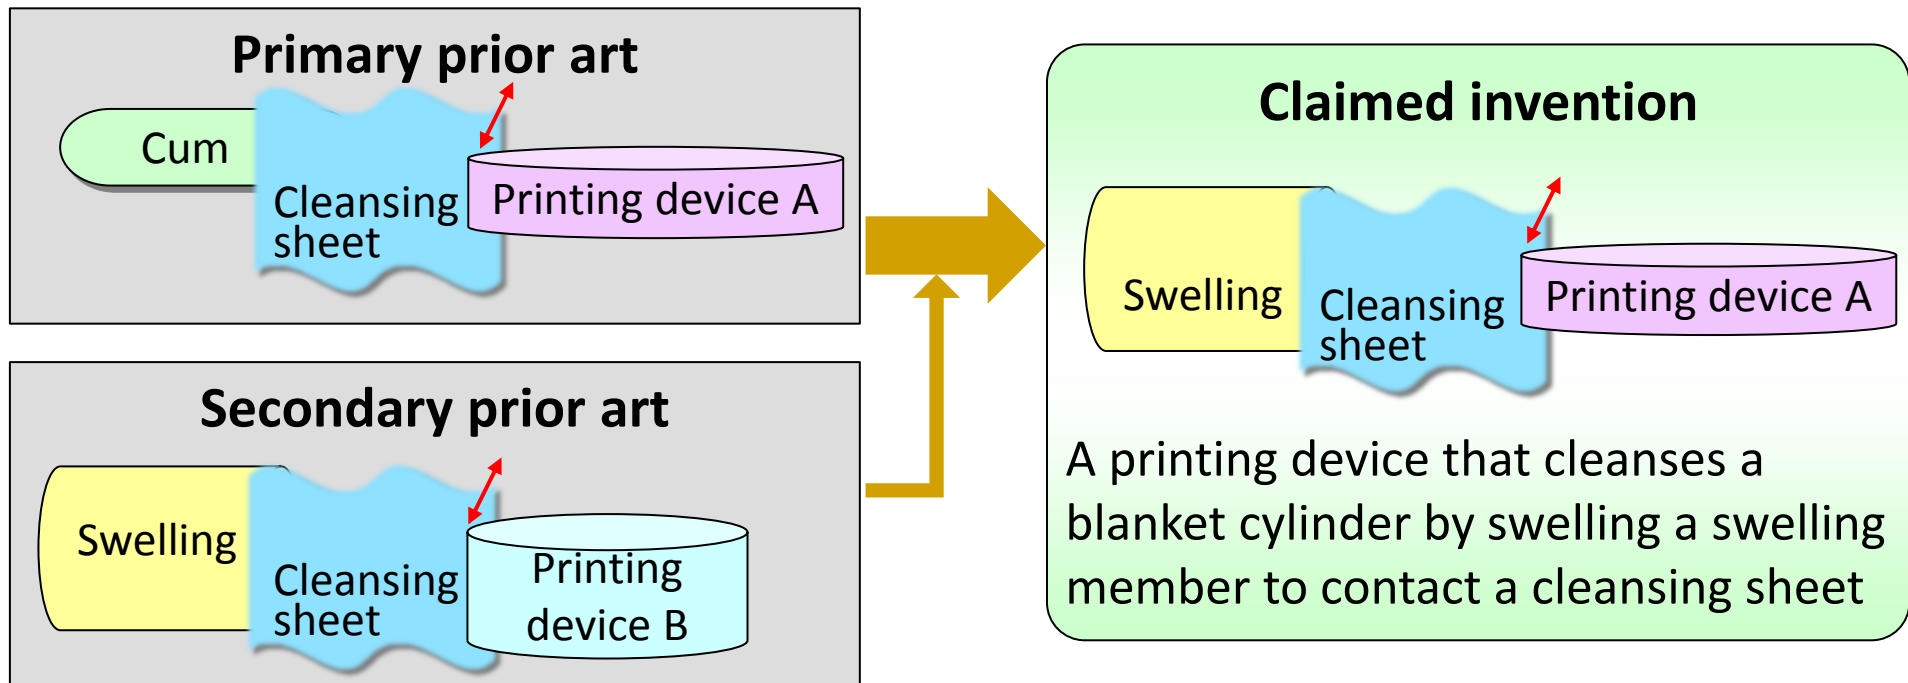 Primary prior art
Cum
Cleansing
sheet
Printing device A
Secondary prior art
Swelling
Cleansing
sheet
Printing
device B
Claimed invention
Swelling
Cleansing
sheet
Printing device A
A printing device that cleanses a
blanket cylinder by swelling a swelling
member to contact a cleansing sheet